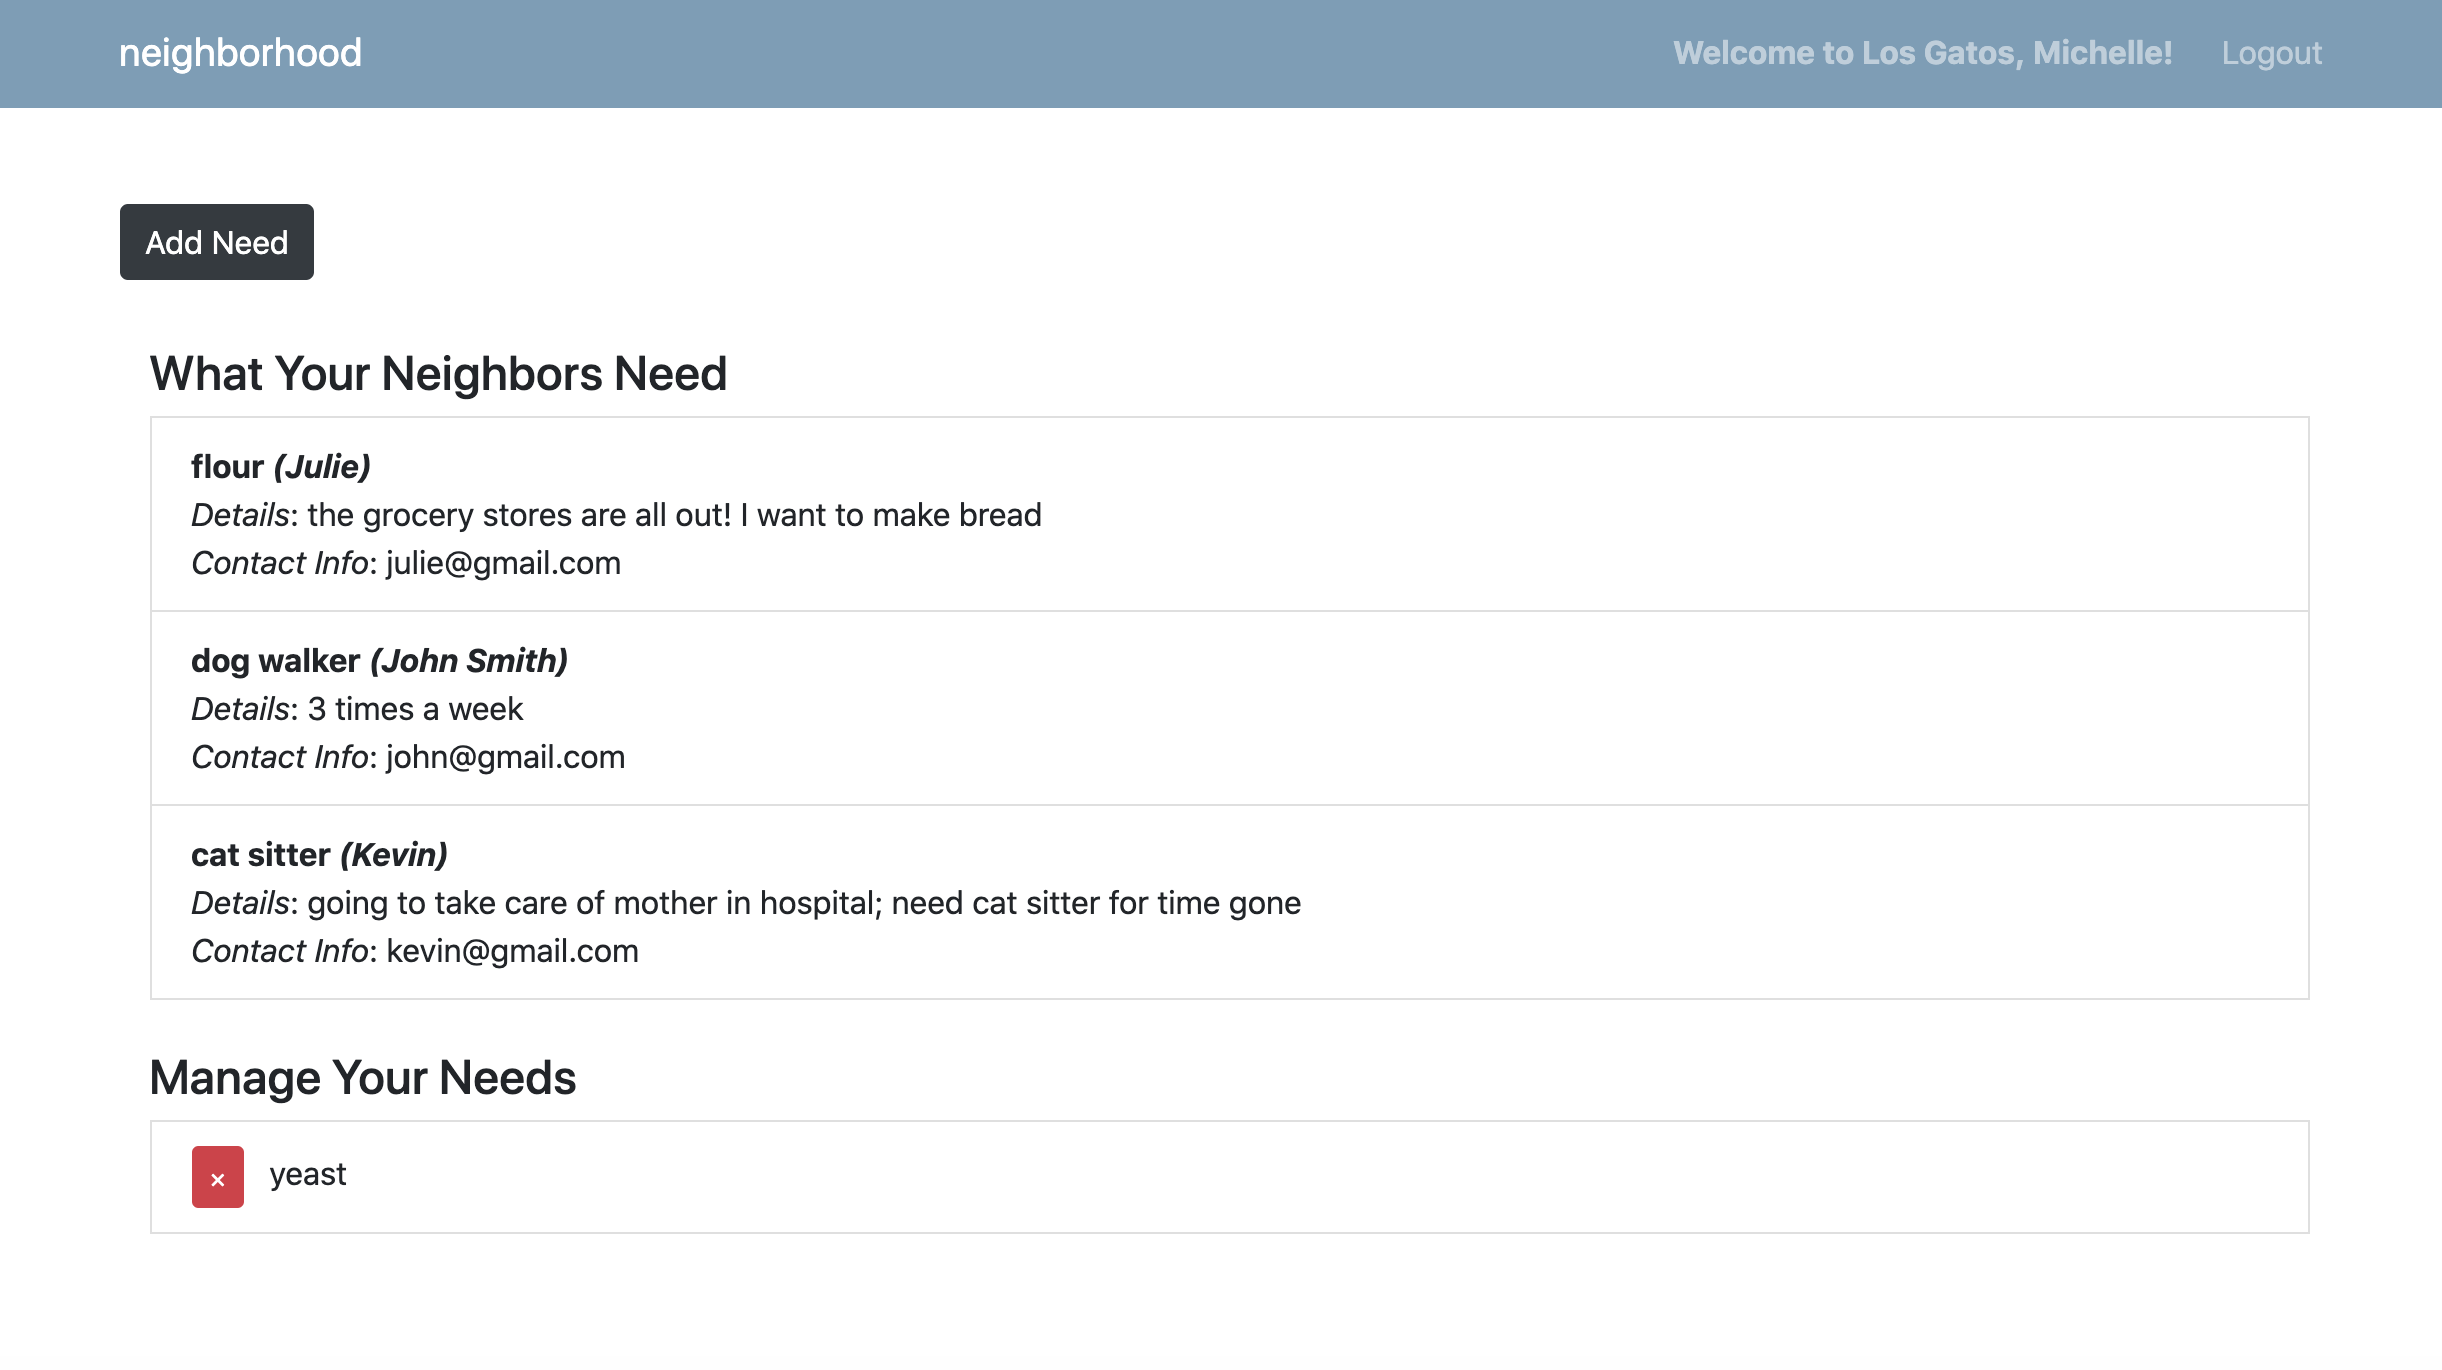 neighborhood
Welcome to Los Gatos, Michelle!
Logout
Add Need
What Your Neighbors Need
flour (Julie)
Details: the grocery stores are all out! I want to make bread
Contact Info: julie@gmail.com
dog walker (John Smith)
Details: 3 times a week
Contact Info: john@gmail.com
cat sitter (Kevin)
Details: going to take care of mother in hospital; need cat sitter for time gone
Contact Info: kevin@gmail.com
Manage Your Needs
× yeast